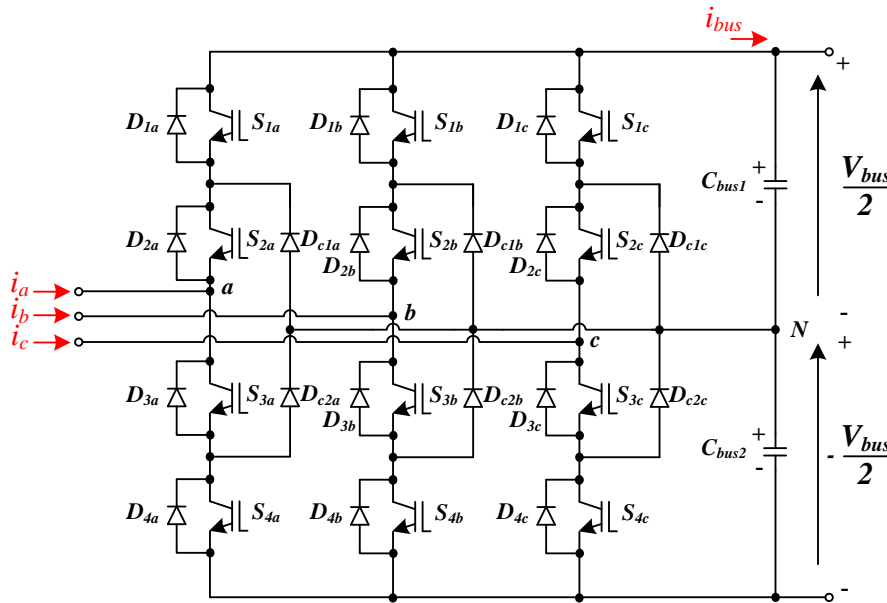 i_bus
+
D_1a S_1a D_1b S_1b D_1c S_1c
C_bus1 + - V_bus/2
D_2a S_2a D_c1a D_2b S_2b D_c1b D_2c S_2c D_c1c
i_a a
i_b b -
i_c c N +
D_3a S_3a D_c2a D_3b S_3b D_c2b D_3c S_3c D_c2c
C_bus2 + - - V_bus/2
D_4a S_4a D_4b S_4b D_4c S_4c
-